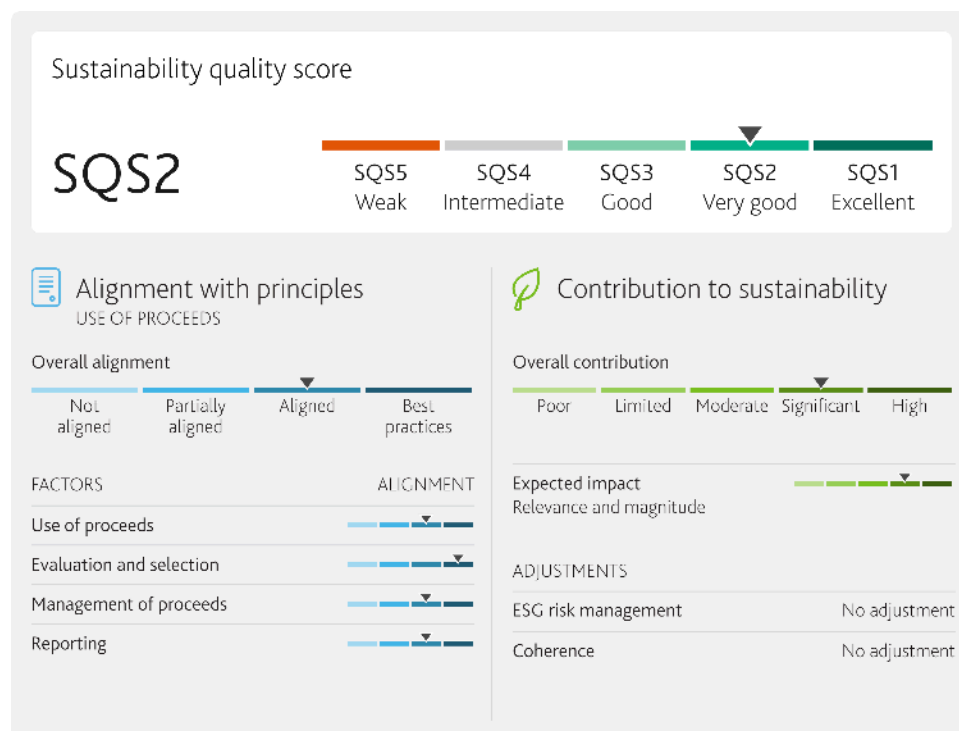 Sustainability quality score
SQS2
SQS5 SQS4 SQS3 SQS2 SQS1
Weak Intermediate Good Very good Excellent
Alignment with principles
USE OF PROCEEDS
Overall alignment
Not aligned
Partially aligned
Aligned
Best practices
FACTORS ALIGNMENT
Use of proceeds
Evaluation and selection
Management of proceeds
Reporting
Contribution to sustainability
Overall contribution
Poor Limited Moderate Significant High
Expected impact
Relevance and magnitude
ADJUSTMENTS
ESG risk management No adjustment
Coherence No adjustment